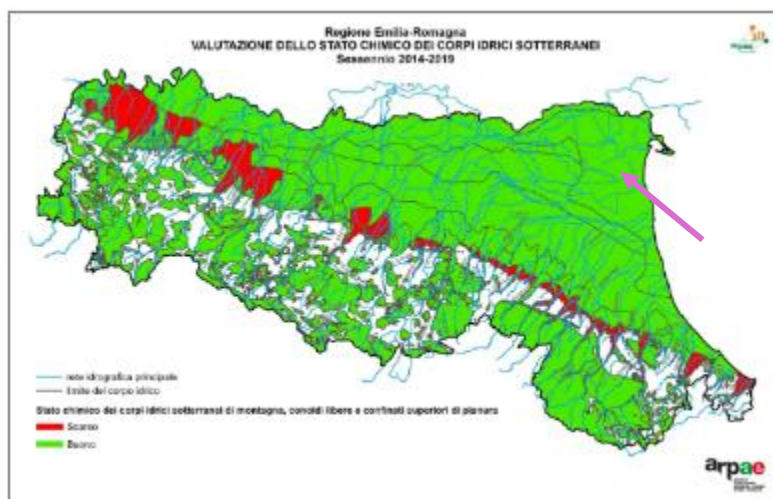 Regione Emilia-Romagna
VALUTAZIONE DELLO STATO CHIMICO DEI CORPI IDRICI SOTTERRANEI
Sessennio 2014-2019
rete idrografica principale
limite del corpo idrico
Stato chimico dei corpi idrici sotterranei di montagna, conoidi libere e confinati superiori di pianura
Scarso
Buono
arpae